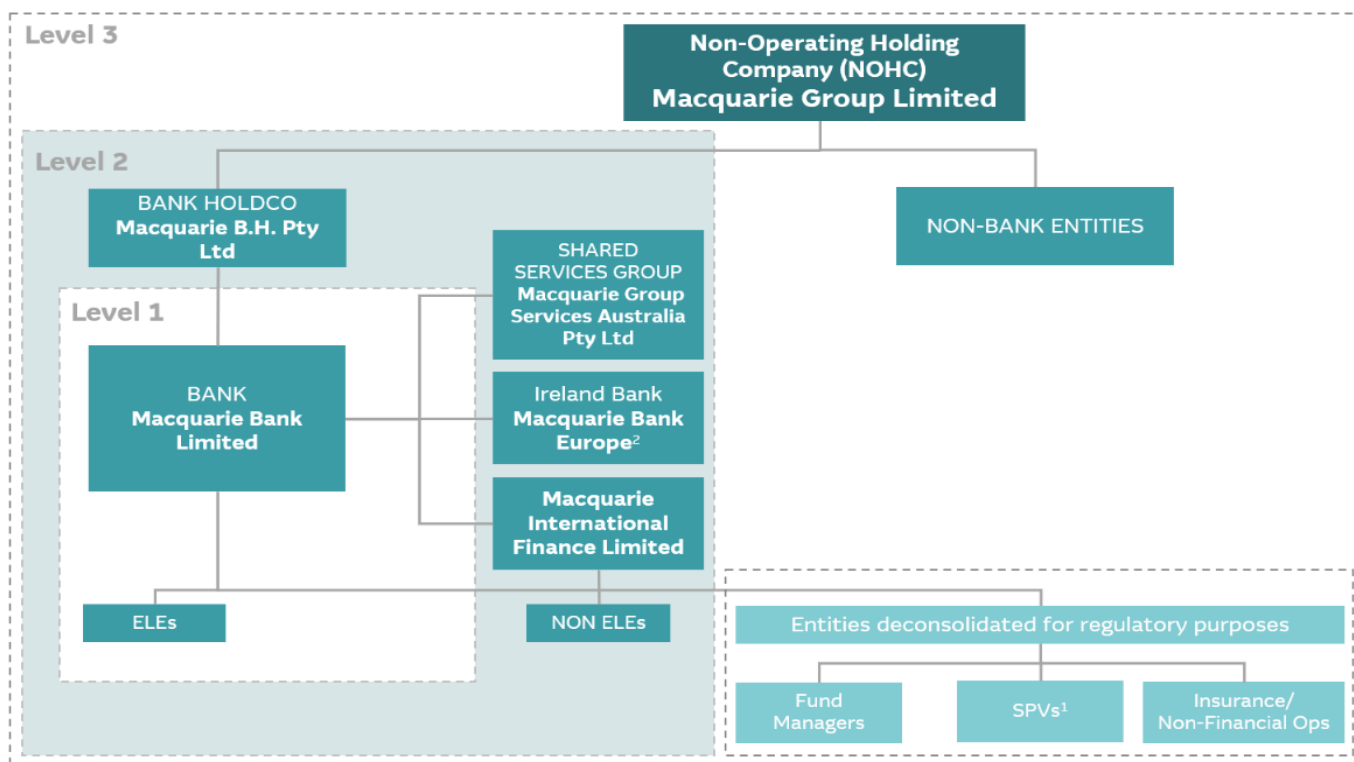 Level 3
Non-Operating Holding
Company (NOHC)
Macquarie Group Limited
Level 2
BANK HOLDCO
Macquarie B.H. Pty
Ltd
NON-BANK ENTITIES
SHARED
SERVICES GROUP
Macquarie Group
Services Australia
Pty Ltd
Level 1
BANK
Macquarie Bank
Limited
Ireland Bank
Macquarie Bank
Europe²
Macquarie
International
Finance Limited
ELEs
NON ELEs
Entities deconsolidated for regulatory purposes
Fund
Managers
SPVs¹
Insurance/
Non-Financial Ops